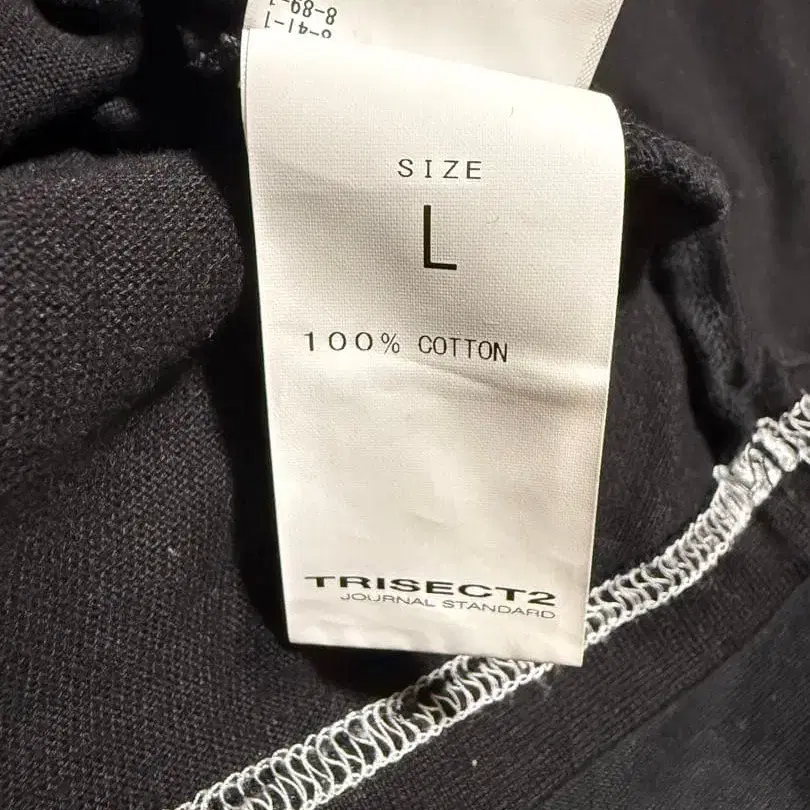 SIZE
L
100% COTTON
TRISECT2
JOURNAL STANDARD